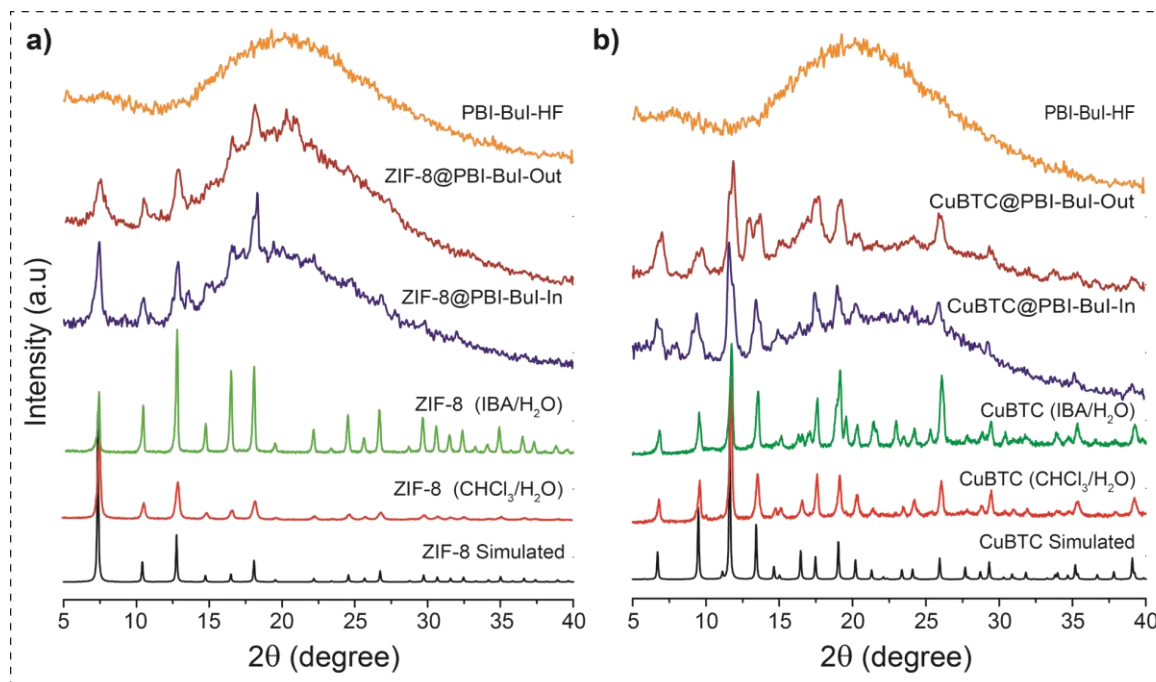 a)
PBI-BuI-HF
ZIF-8@PBI-BuI-Out
ZIF-8@PBI-BuI-In
ZIF-8 (IBA/H₂O)
ZIF-8 (CHCl₃/H₂O)
ZIF-8 Simulated
Intensity (a.u)
5 10 15 20 25 30 35 40
2θ (degree)
b)
PBI-BuI-HF
CuBTC@PBI-BuI-Out
CuBTC@PBI-BuI-In
CuBTC (IBA/H₂O)
CuBTC (CHCl₃/H₂O)
CuBTC Simulated
5 10 15 20 25 30 35 40
2θ (degree)